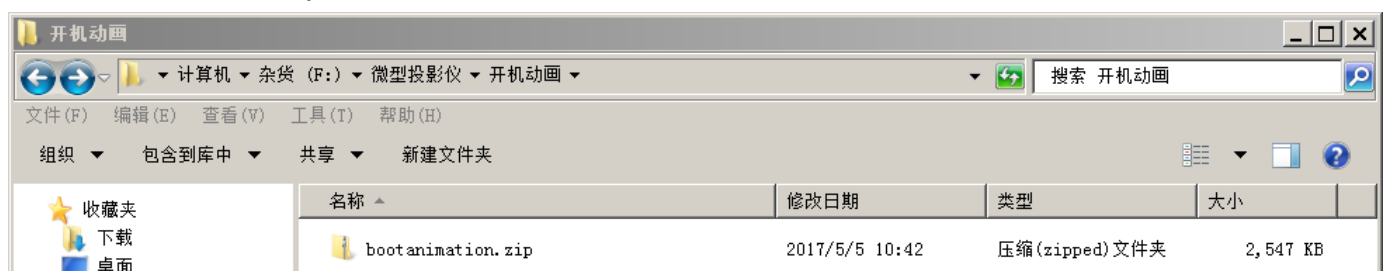 开机动画
计算机 杂货 (F:) 微型投影仪 开机动画 搜索 开机动画
文件(F) 编辑(E) 查看(V) 工具(T) 帮助(H)
组织 包含到库中 共享 新建文件夹
收藏夹 名称 修改日期 类型 大小
下载
bootanimation.zip 2017/5/5 10:42 压缩(zipped)文件夹 2,547 KB
桌面